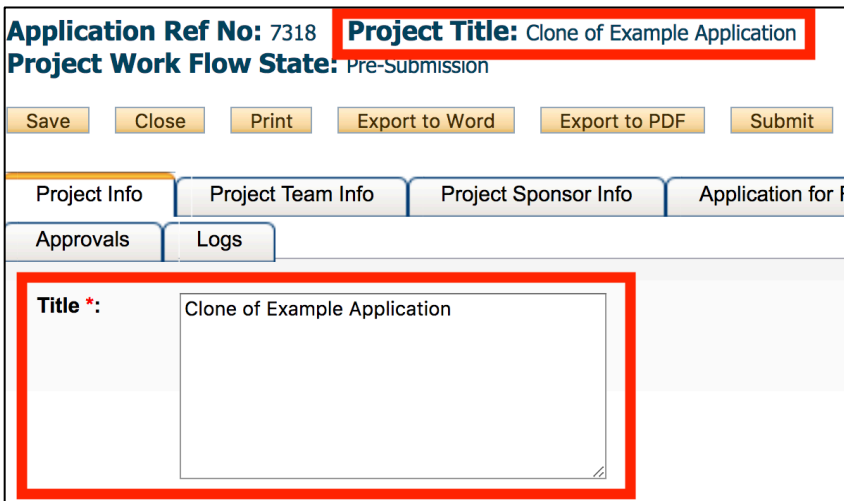 Application Ref No: 7318 Project Title: Clone of Example Application
Project Work Flow State: Pre-Submission
Save Close Print Export to Word Export to PDF Submit
Project Info Project Team Info Project Sponsor Info Application for
Approvals Logs
Title *: Clone of Example Application